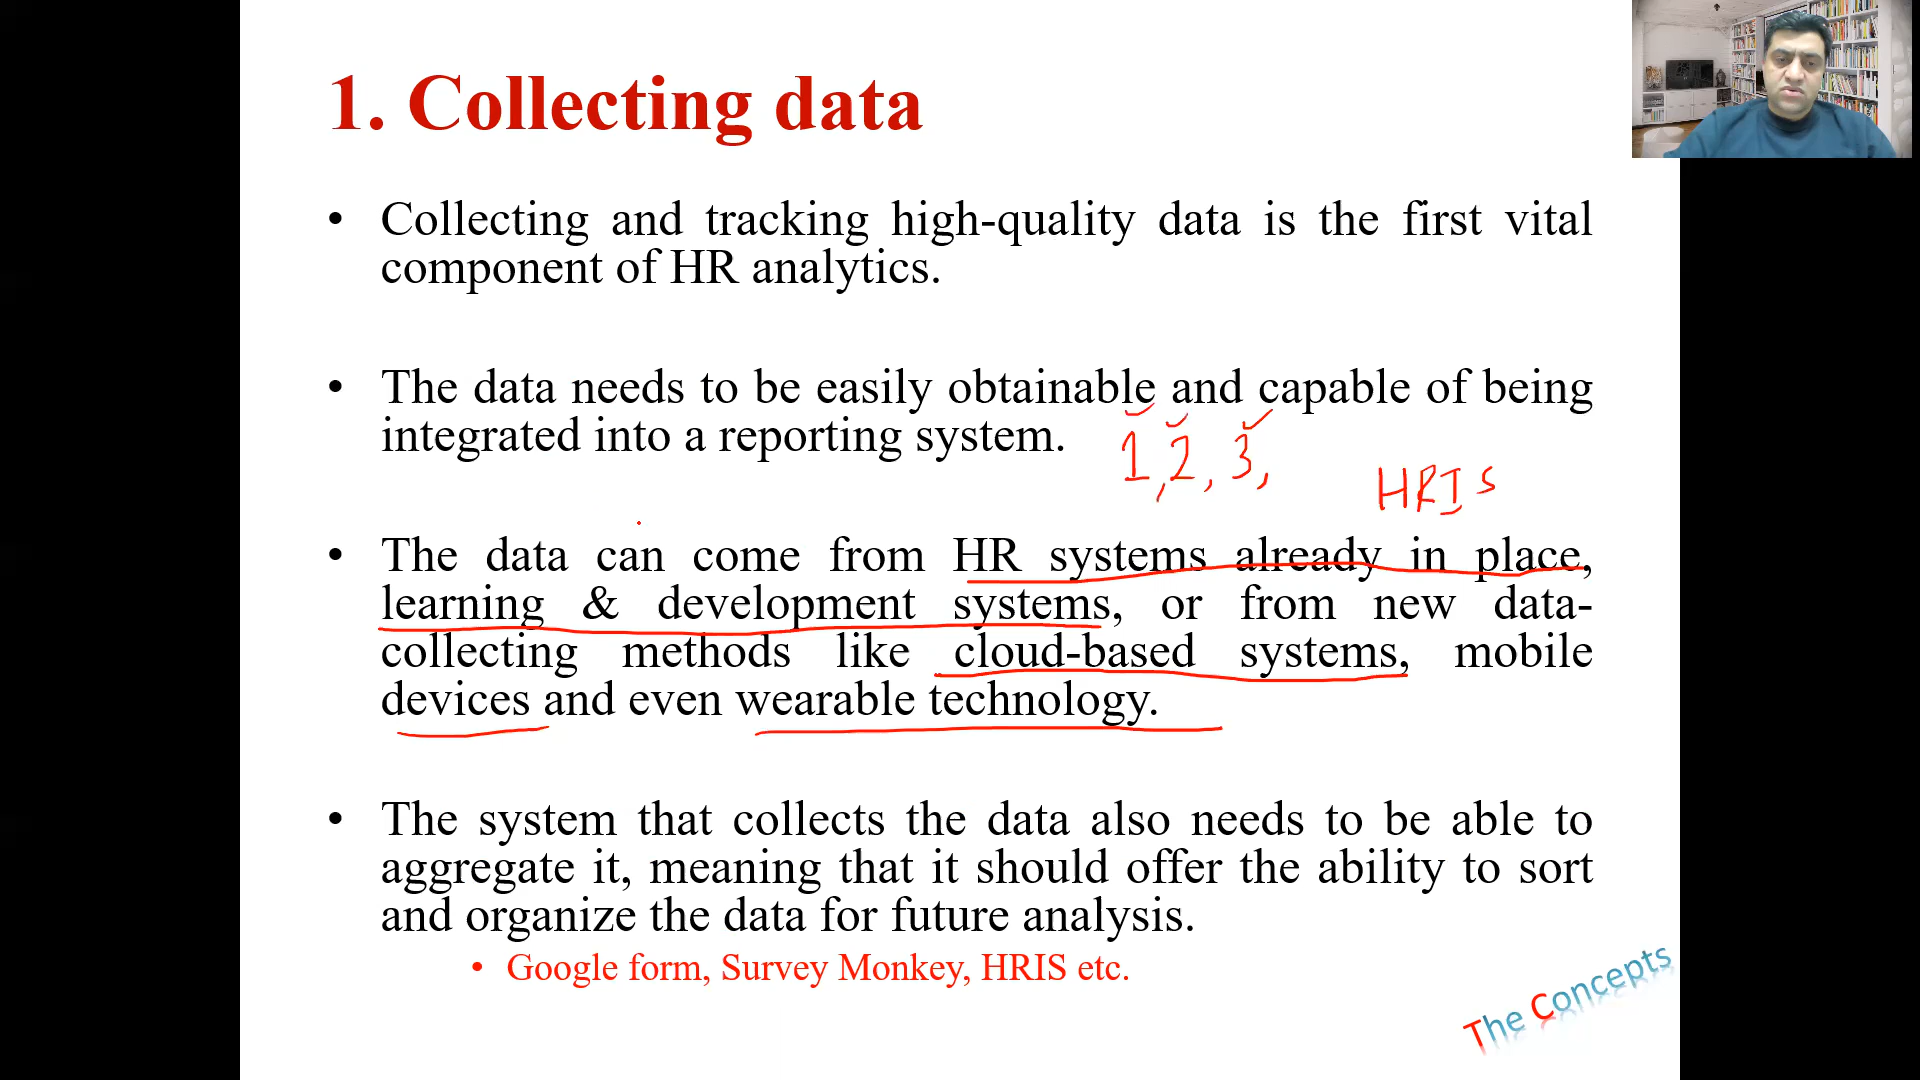 1. Collecting data
• Collecting and tracking high-quality data is the first vital
component of HR analytics.
• The data needs to be easily obtainable and capable of being
integrated into a reporting system.
1, 2, 3,
HRIS
• The data can come from HR systems already in place,
learning & development systems, or from new data-
collecting methods like cloud-based systems, mobile
devices and even wearable technology.
• The system that collects the data also needs to be able to
aggregate it, meaning that it should offer the ability to sort
and organize the data for future analysis.
• Google form, Survey Monkey, HRIS etc.
The Concepts